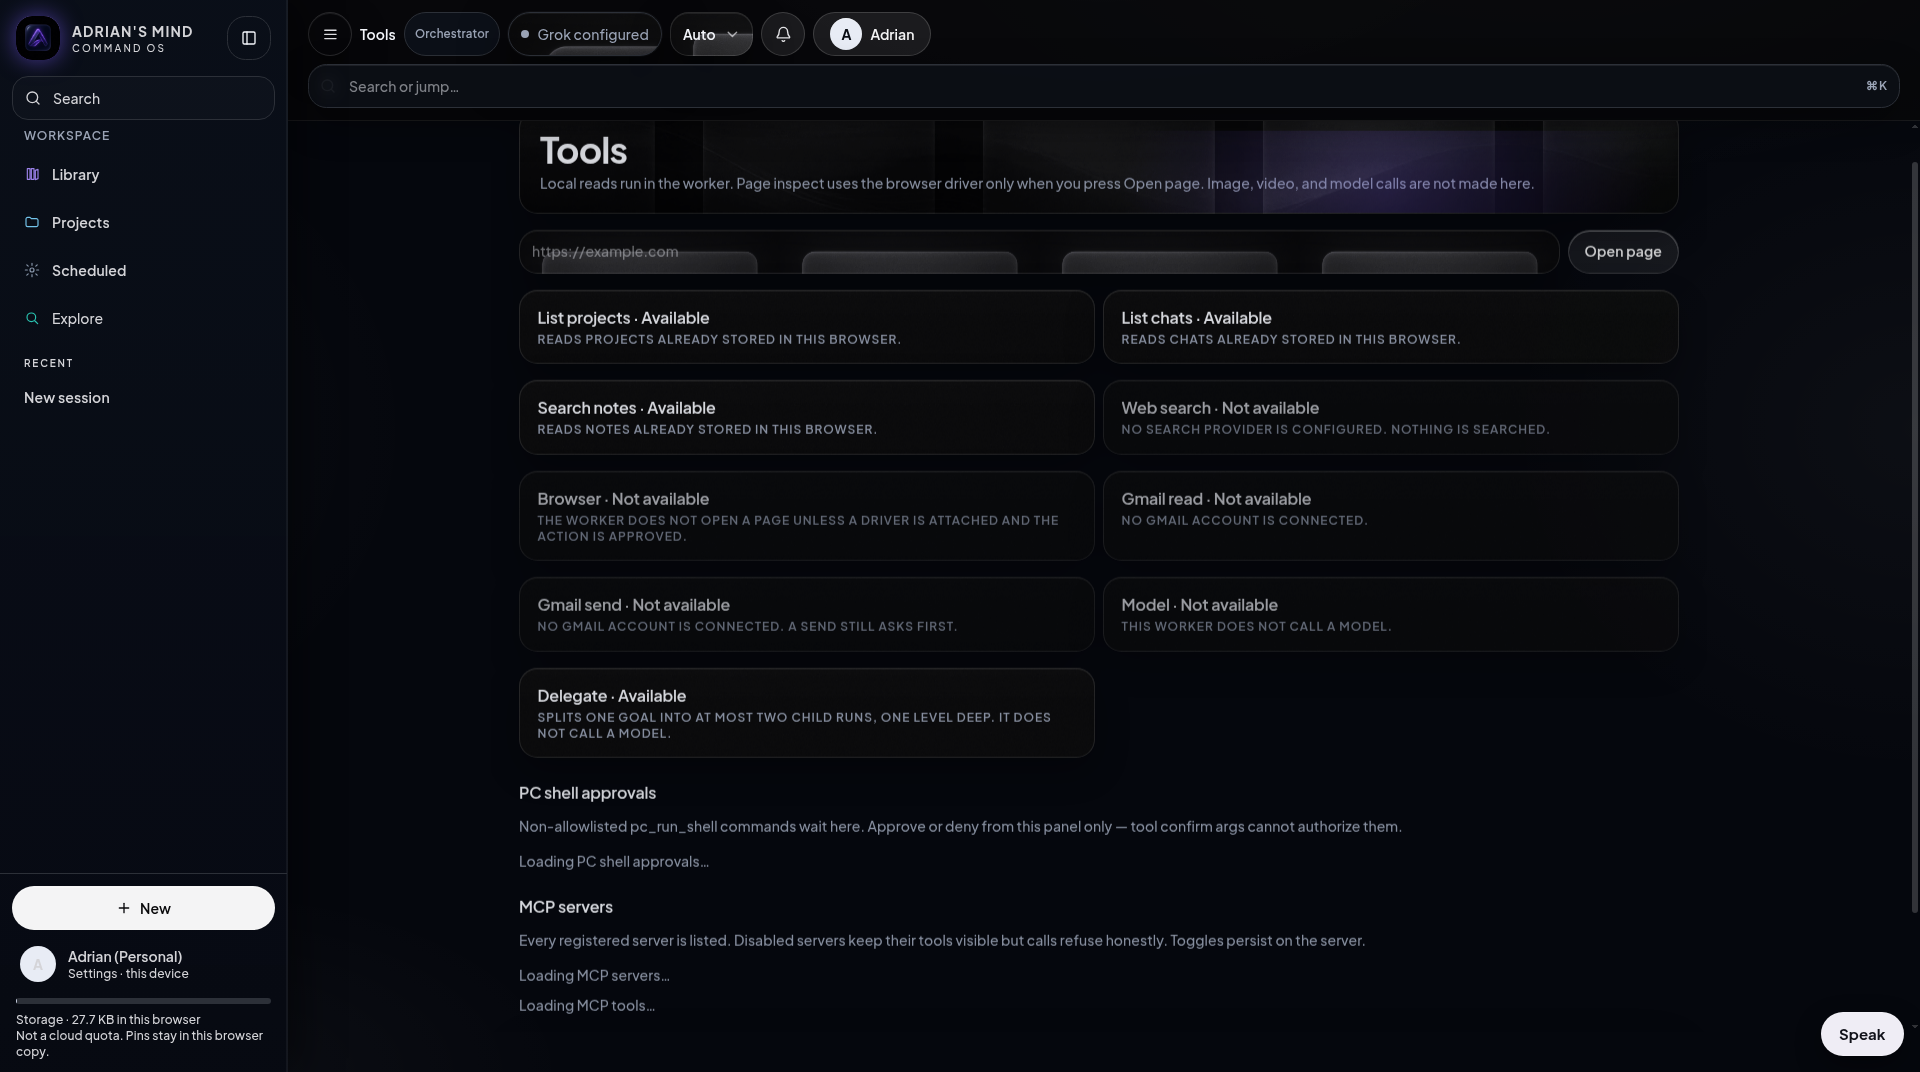 ADRIAN'S MIND
COMMAND OS
Search
WORKSPACE
Library
Projects
Scheduled
Explore
RECENT
New session
New
A
Adrian (Personal)
Settings · this device
Storage · 27.7 KB in this browser
Not a cloud quota. Pins stay in this browser
copy.
Tools
Orchestrator
Grok configured
Auto
A
Adrian
Search or jump…
⌘K
Tools
Local reads run in the worker. Page inspect uses the browser driver only when you press Open page. Image, video, and model calls are not made here.
https://example.com
Open page
List projects · Available
READS PROJECTS ALREADY STORED IN THIS BROWSER.
List chats · Available
READS CHATS ALREADY STORED IN THIS BROWSER.
Search notes · Available
READS NOTES ALREADY STORED IN THIS BROWSER.
Web search · Not available
NO SEARCH PROVIDER IS CONFIGURED. NOTHING IS SEARCHED.
Browser · Not available
THE WORKER DOES NOT OPEN A PAGE UNLESS A DRIVER IS ATTACHED AND THE
ACTION IS APPROVED.
Gmail read · Not available
NO GMAIL ACCOUNT IS CONNECTED.
Gmail send · Not available
NO GMAIL ACCOUNT IS CONNECTED. A SEND STILL ASKS FIRST.
Model · Not available
THIS WORKER DOES NOT CALL A MODEL.
Delegate · Available
SPLITS ONE GOAL INTO AT MOST TWO CHILD RUNS, ONE LEVEL DEEP. IT DOES
NOT CALL A MODEL.
PC shell approvals
Non-allowlisted pc_run_shell commands wait here. Approve or deny from this panel only — tool confirm args cannot authorize them.
Loading PC shell approvals…
MCP servers
Every registered server is listed. Disabled servers keep their tools visible but calls refuse honestly. Toggles persist on the server.
Loading MCP servers…
Loading MCP tools…
Speak